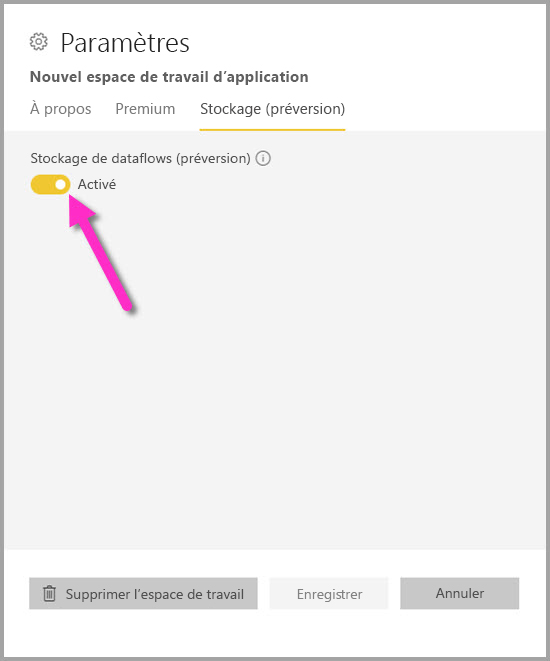 Paramètres
Nouvel espace de travail d’application
À propos Premium Stockage (préversion)
Stockage de dataflows (préversion) i
Activé
Supprimer l’espace de travail Enregistrer Annuler